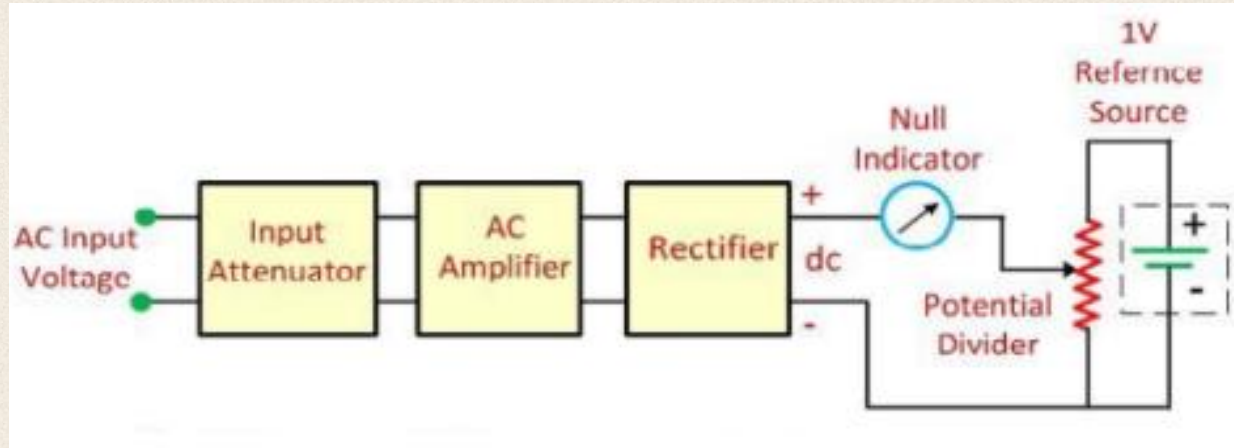 1V
Refernce
Source
Null
Indicator
AC Input
Voltage
Input
Attenuator
AC
Amplifier
Rectifier
+
dc
-
Potential
Divider
+
-